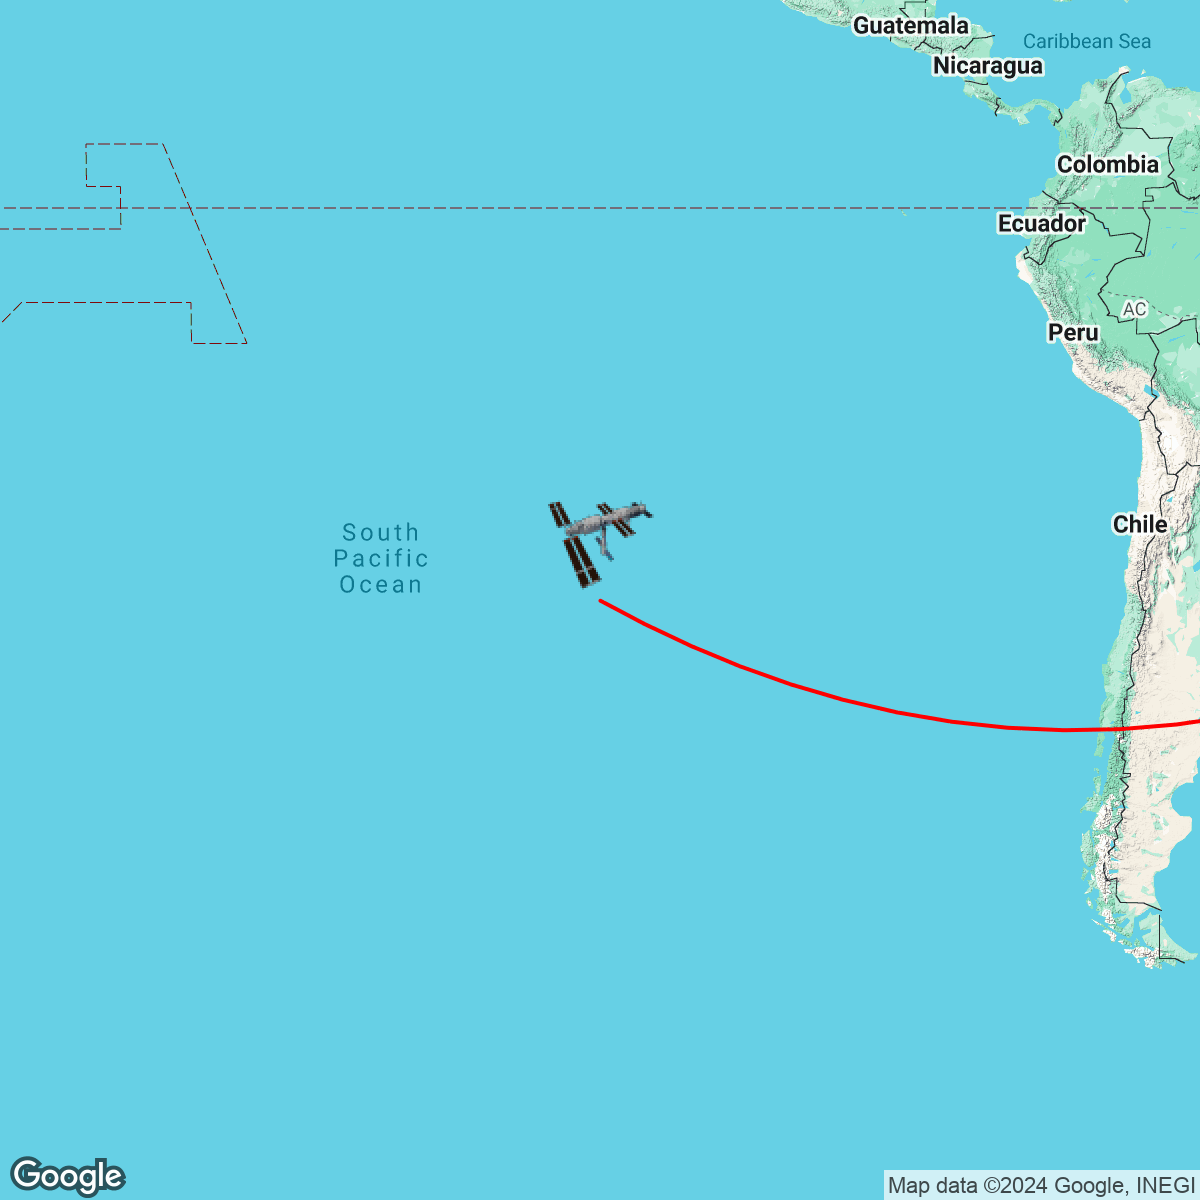 Guatemala
Caribbean Sea
Nicaragua
Colombia
Ecuador
AC
Peru
Chile
South
Pacific
Ocean
Google
Map data ©2024 Google, INEGI